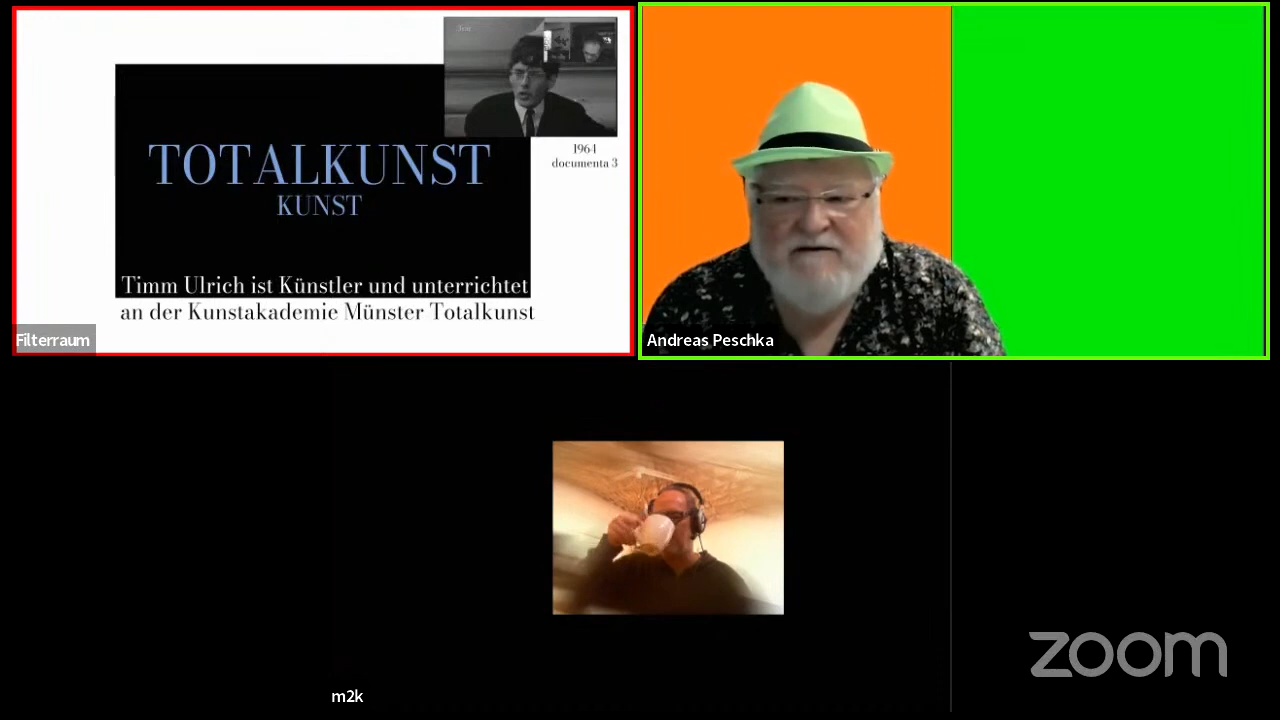 TOTALKUNST
KUNST
1964
documenta 3
Timm Ulrich ist Künstler und unterrichtet
an der Kunstakademie Münster Totalkunst
Filterraum
Andreas Peschka
m2k
zoom